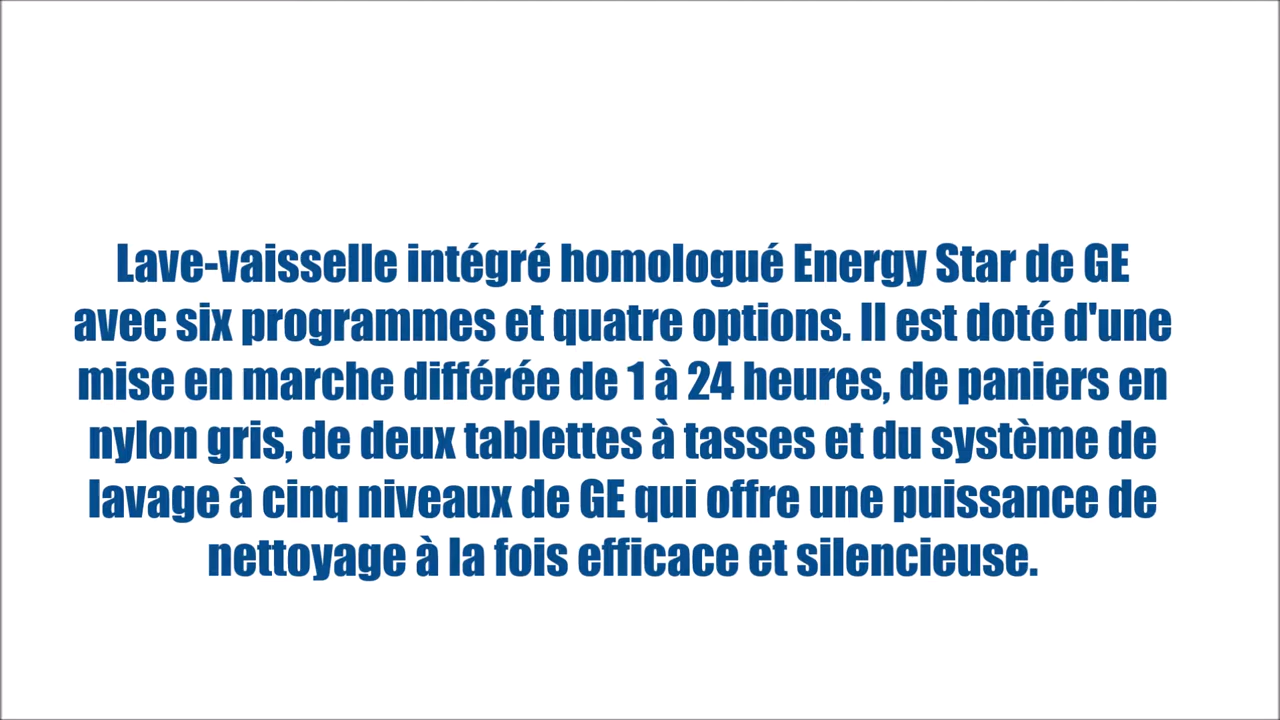 Lave-vaisselle intégré homologué Energy Star de GE
avec six programmes et quatre options. Il est doté d'une
mise en marche différée de 1 à 24 heures, de paniers en
nylon gris, de deux tablettes à tasses et du système de
lavage à cinq niveaux de GE qui offre une puissance de
nettoyage à la fois efficace et silencieuse.